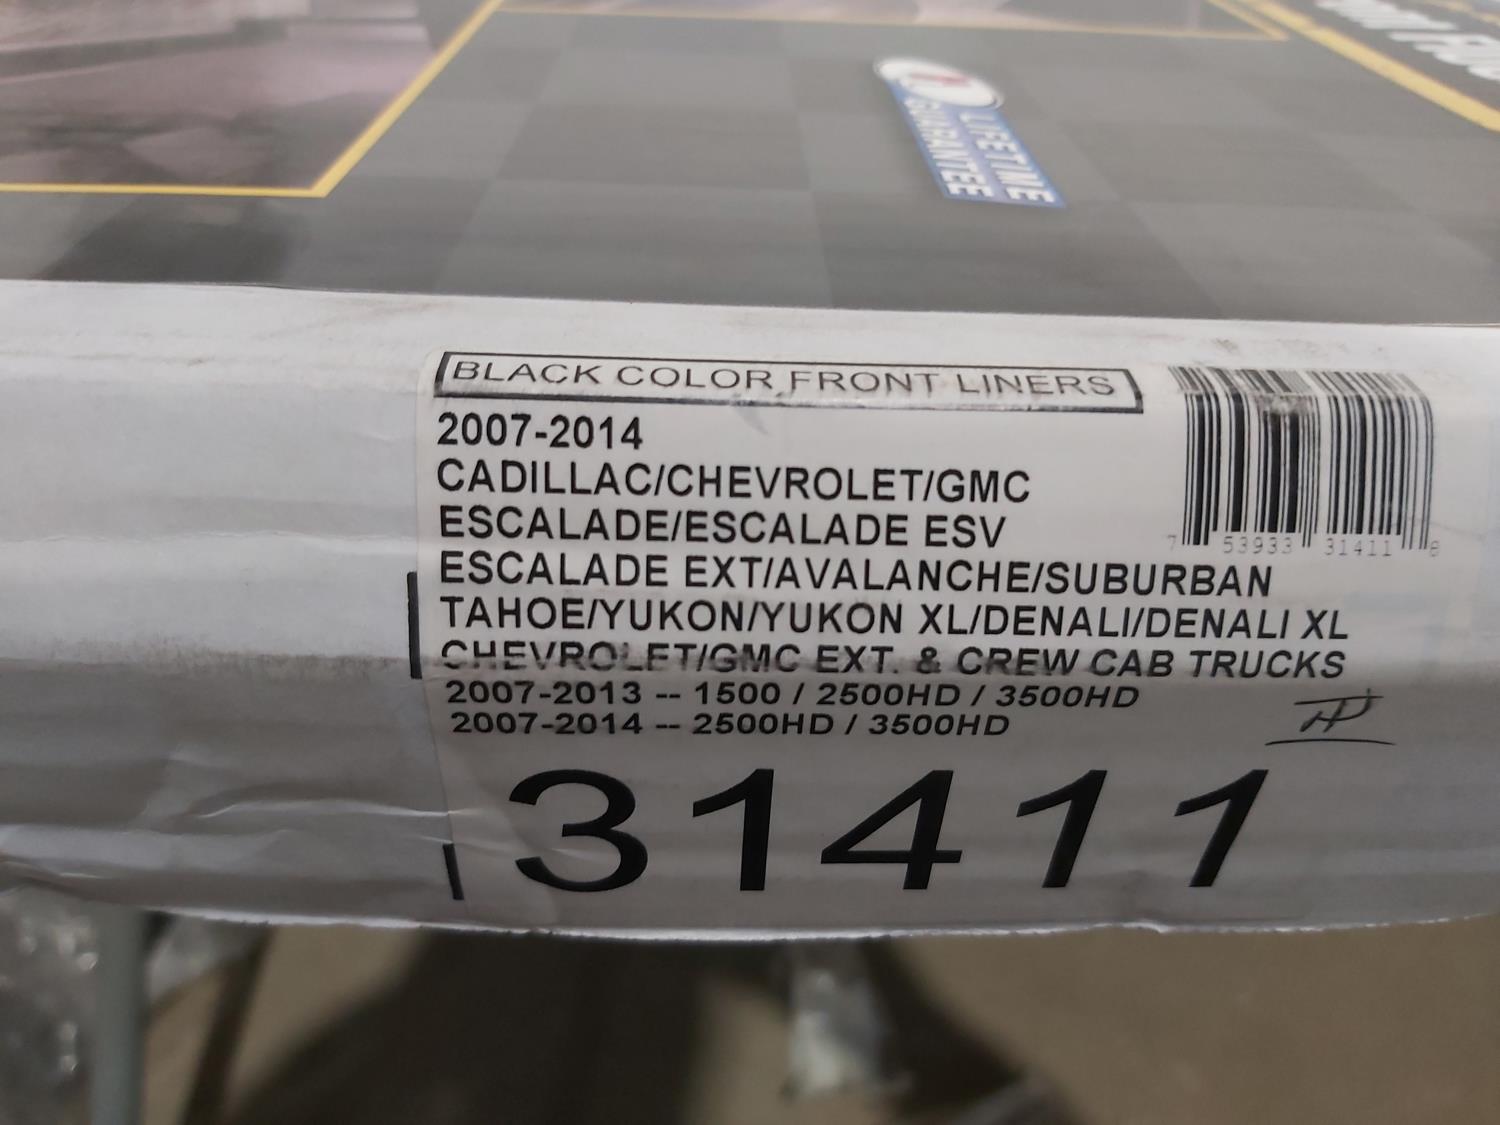 LIFETIME
GUARANTEE
BLACK COLOR FRONT LINERS
2007-2014
CADILLAC/CHEVROLET/GMC
ESCALADE/ESCALADE ESV
ESCALADE EXT/AVALANCHE/SUBURBAN
TAHOE/YUKON/YUKON XL/DENALI/DENALI XL
CHEVROLET/GMC EXT. & CREW CAB TRUCKS
2007-2013 -- 1500 / 2500HD / 3500HD
2007-2014 -- 2500HD / 3500HD
7 53933 31411 8
31411